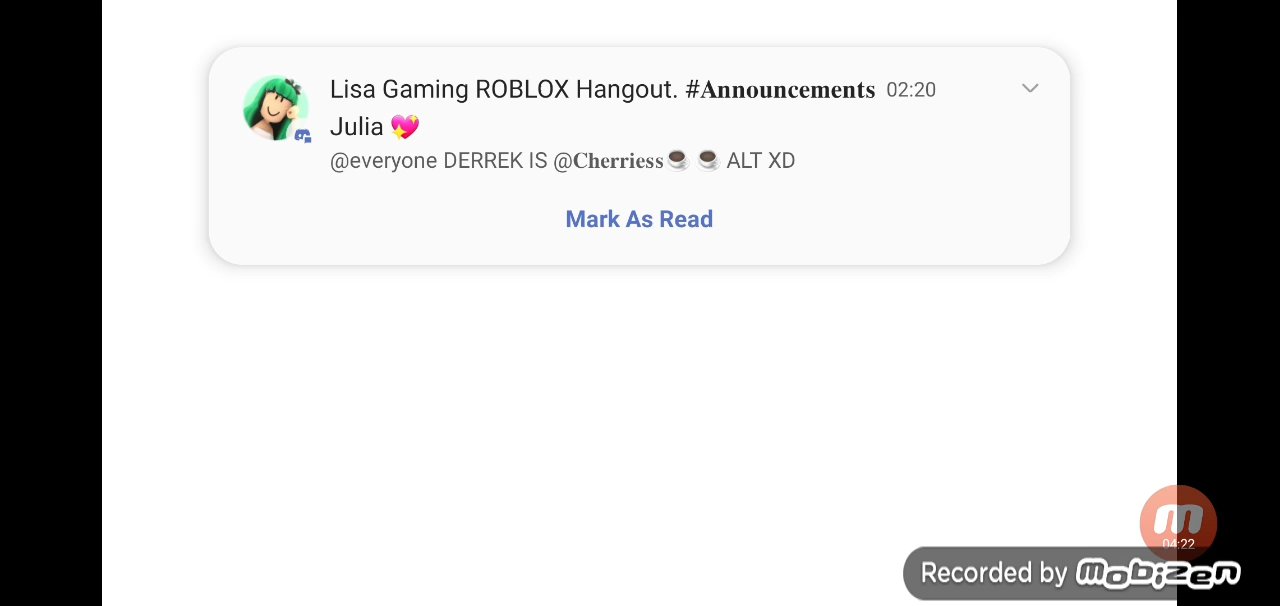 Lisa Gaming ROBLOX Hangout. #𝐀𝐧𝐧𝐨𝐮𝐧𝐜𝐞𝐦𝐞𝐧𝐭𝐬 02:20
Julia 💖
@everyone DERREK IS @𝐂𝐡𝐞𝐫𝐫𝐢𝐞𝐬𝐬☕ ☕ ALT XD
Mark As Read
04:22
Recorded by mobizen